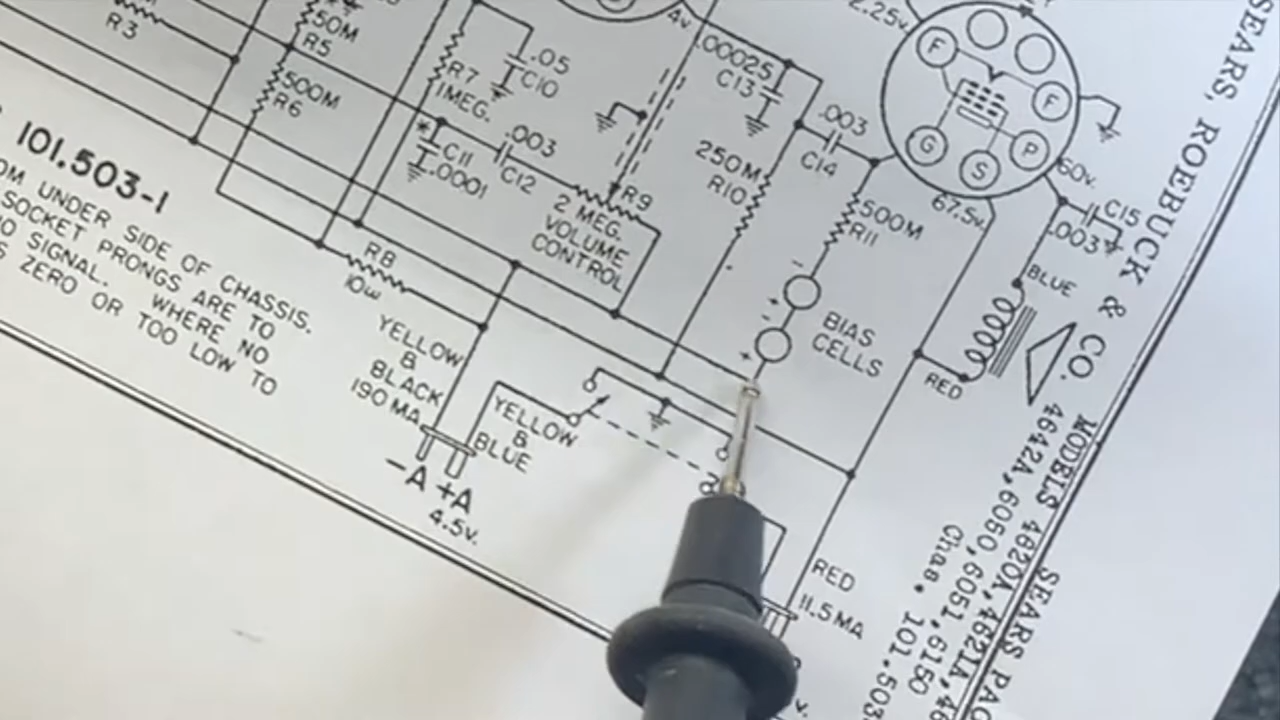 R3
50M
R5
500M
R6
R7
1MEG.
.05
C10
4v
.00025
C13
2.25v.
F
F
G
S
P
.003
C14
250M
R10
*
C11
.0001
.003
C12
R9
2 MEG.
VOLUME
CONTROL
500M
R11
67.5v.
60v.
C15
.003
BLUE
RED
-
+
-
+
BIAS
CELLS
101.503-1
OM UNDER SIDE OF CHASSIS.
SOCKET PRONGS ARE TO
O SIGNAL. WHERE NO
S ZERO OR TOO LOW TO
R8
10ω
YELLOW
&
BLACK
190 MA.
YELLOW
&
BLUE
-A +A
4.5v.
RED
11.5 MA
v.
SEARS, ROEBUCK & CO.
MODELS 4620A, 4621A, 46
4642A, 6050, 6051, 6150
Chas. 101.503
SEARS PAG